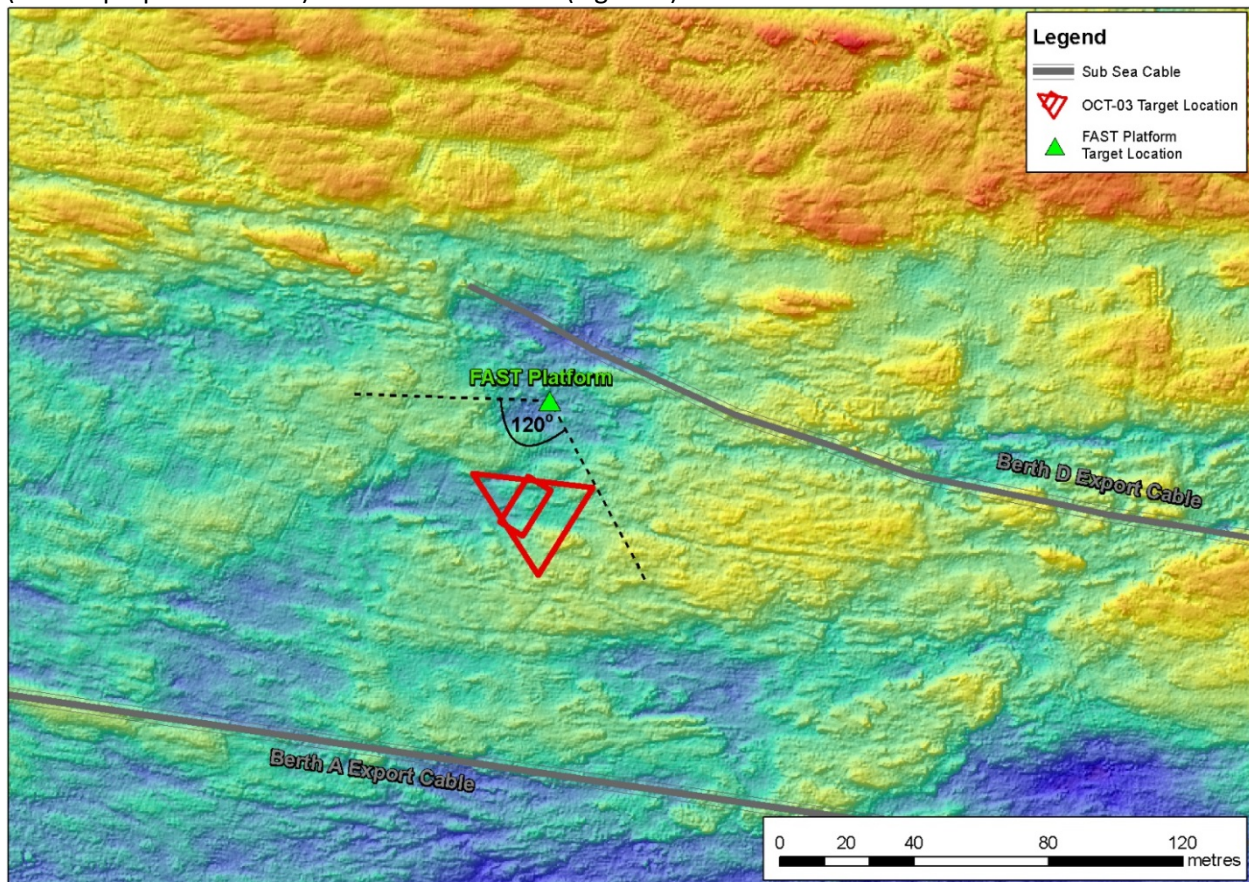 Legend
Sub Sea Cable
OCT-03 Target Location
FAST Platform
Target Location
FAST Platform
120°
Berth D Export Cable
Berth A Export Cable
0 20 40 80 120
metres